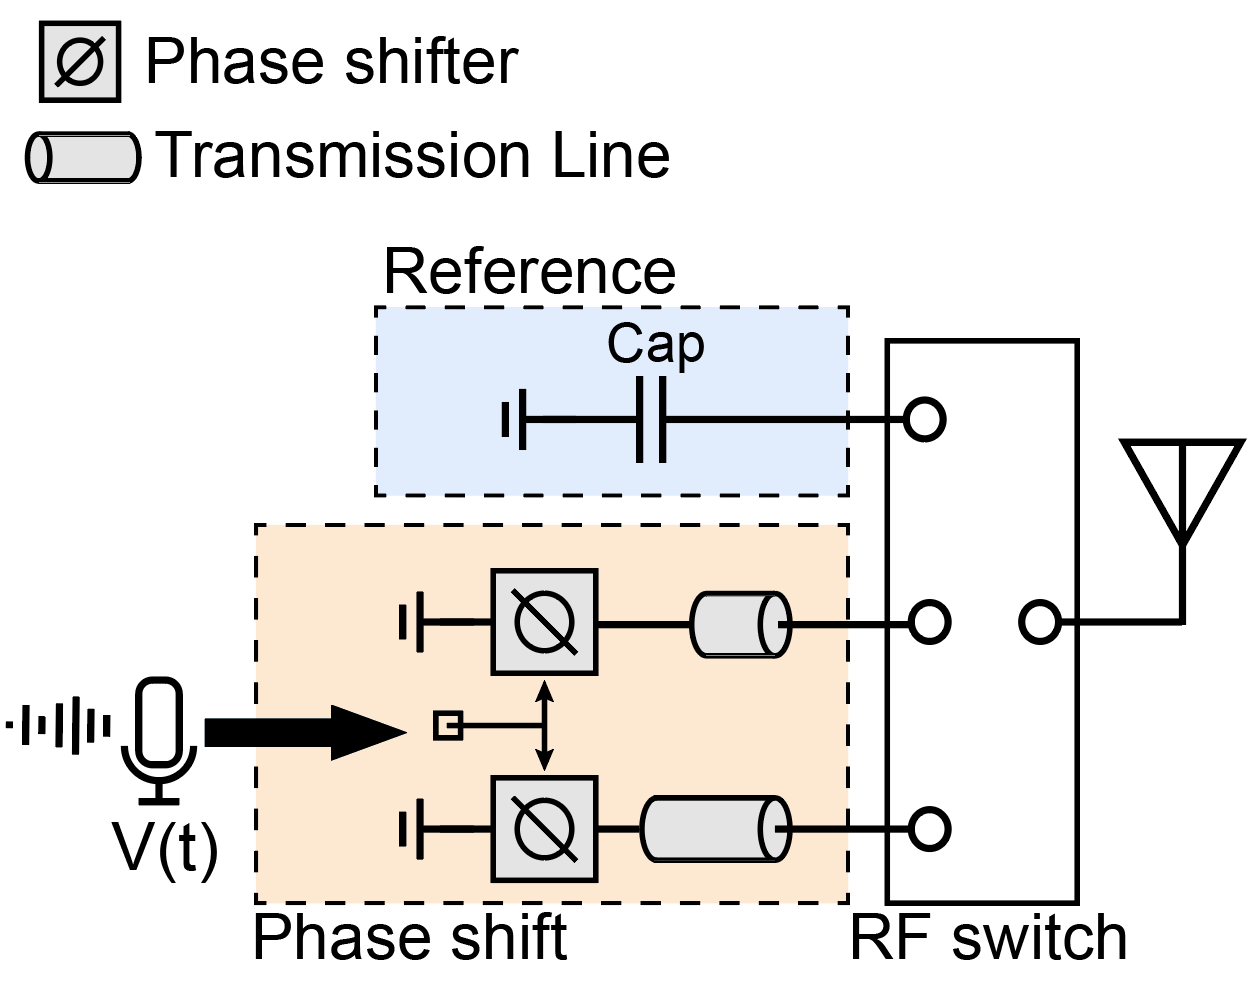 Phase shifter
Transmission Line
Reference
Cap
V(t)
Phase shift
RF switch